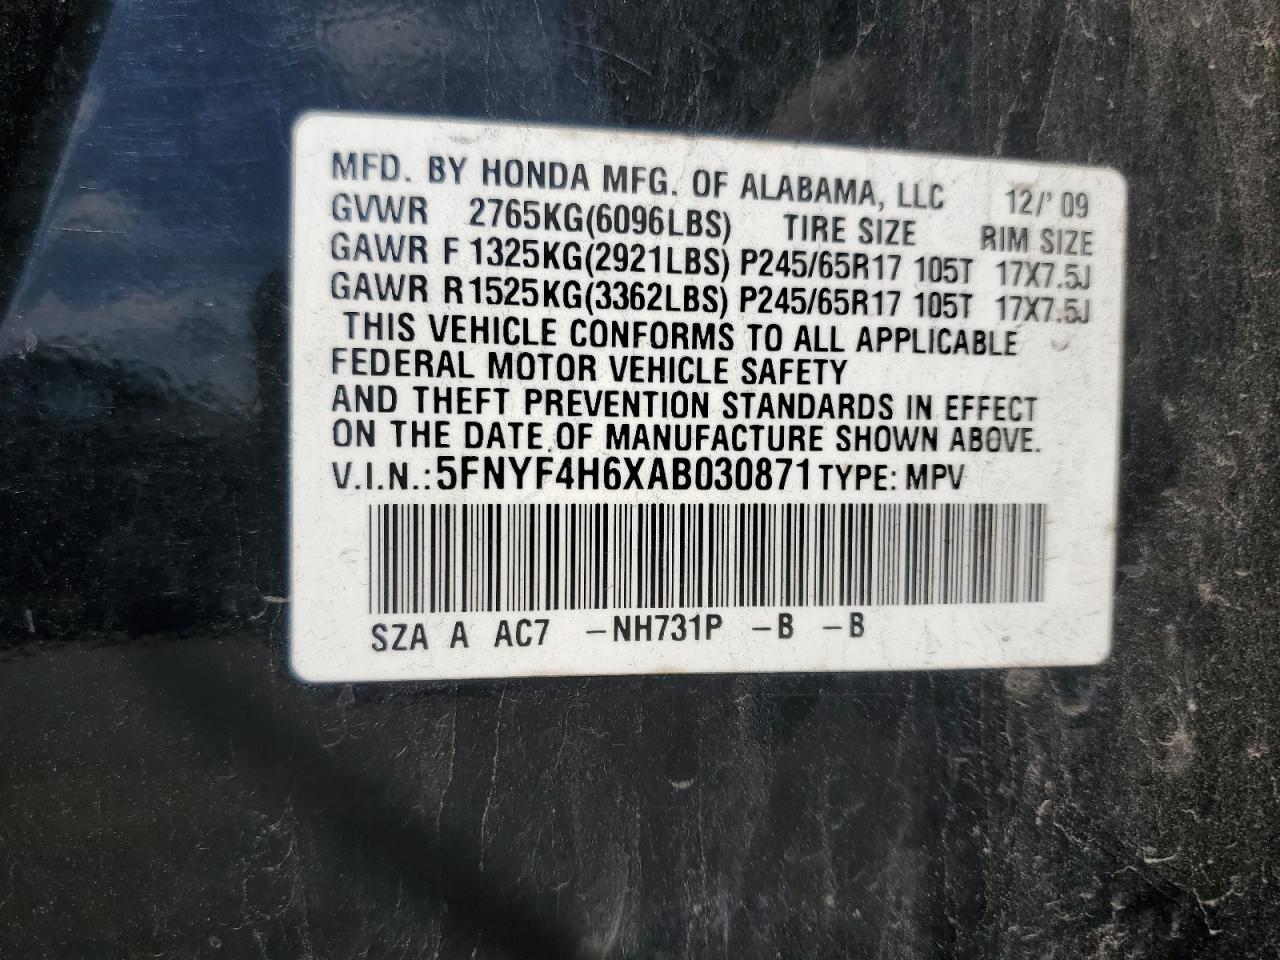 MFD. BY HONDA MFG. OF ALABAMA, LLC 12/'09
GVWR 2765KG(6096LBS) TIRE SIZE RIM SIZE
GAWR F 1325KG(2921LBS) P245/65R17 105T 17X7.5J
GAWR R1525KG(3362LBS) P245/65R17 105T 17X7.5J
THIS VEHICLE CONFORMS TO ALL APPLICABLE
FEDERAL MOTOR VEHICLE SAFETY
AND THEFT PREVENTION STANDARDS IN EFFECT
ON THE DATE OF MANUFACTURE SHOWN ABOVE.
V.I.N.: 5FNYF4H6XAB030871 TYPE: MPV
SZA A AC7 -NH731P -B -B